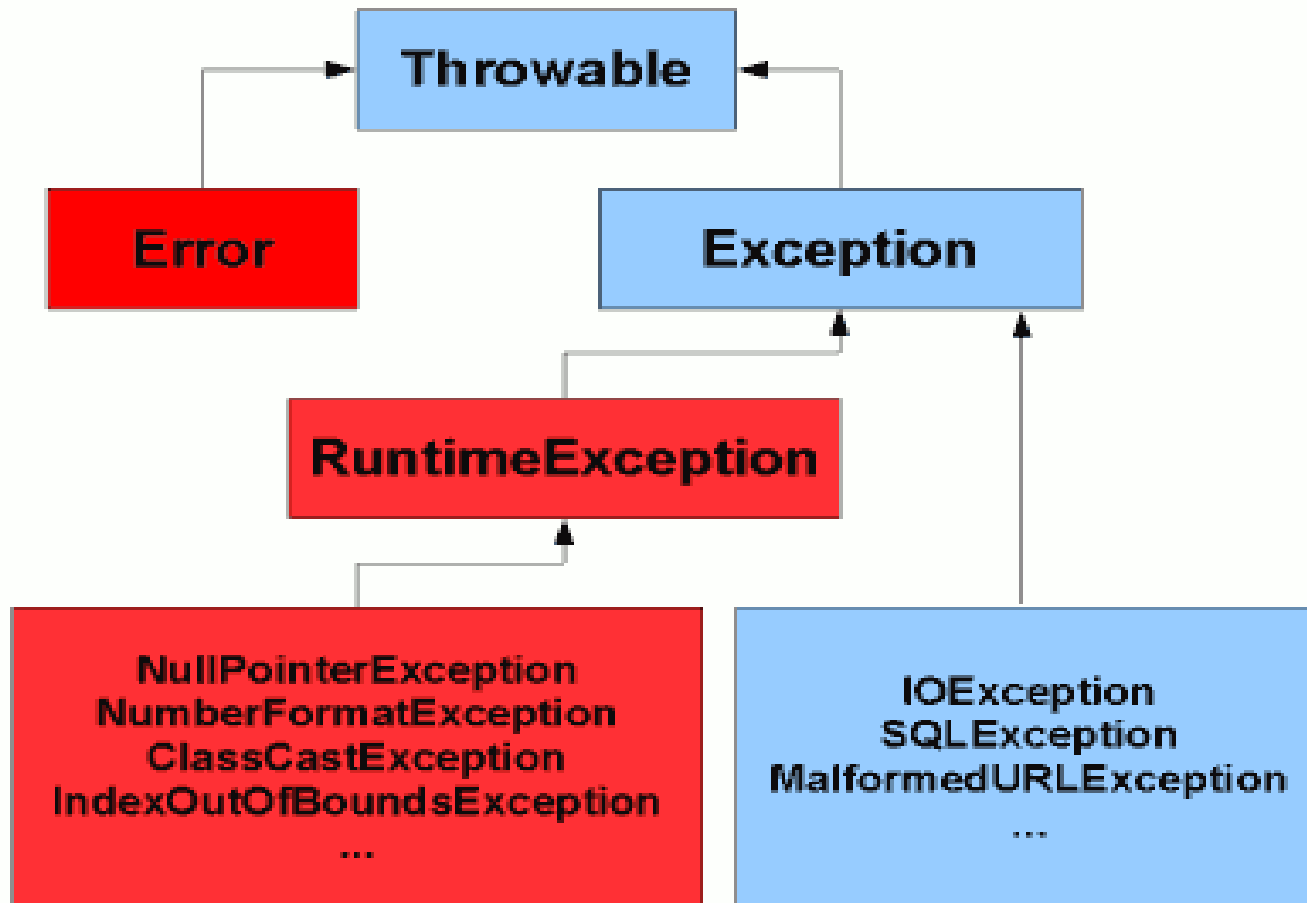 Throwable
Error
Exception
RuntimeException
NullPointerException
NumberFormatException
ClassCastException
IndexOutOfBoundsException
...
IOException
SQLException
MalformedURLException
...